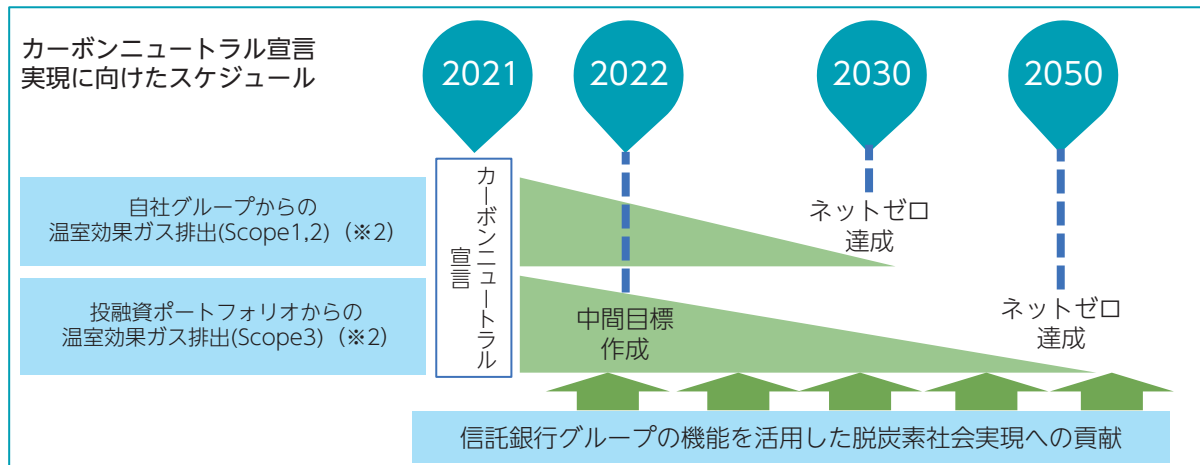 カーボンニュートラル宣言
実現に向けたスケジュール
2021
2022
2030
2050
カーボンニュートラル
宣言
自社グループからの
温室効果ガス排出(Scope1,2)（※2）
ネットゼロ
達成
投融資ポートフォリオからの
温室効果ガス排出(Scope3)（※2）
中間目標
作成
ネットゼロ
達成
信託銀行グループの機能を活用した脱炭素社会実現への貢献